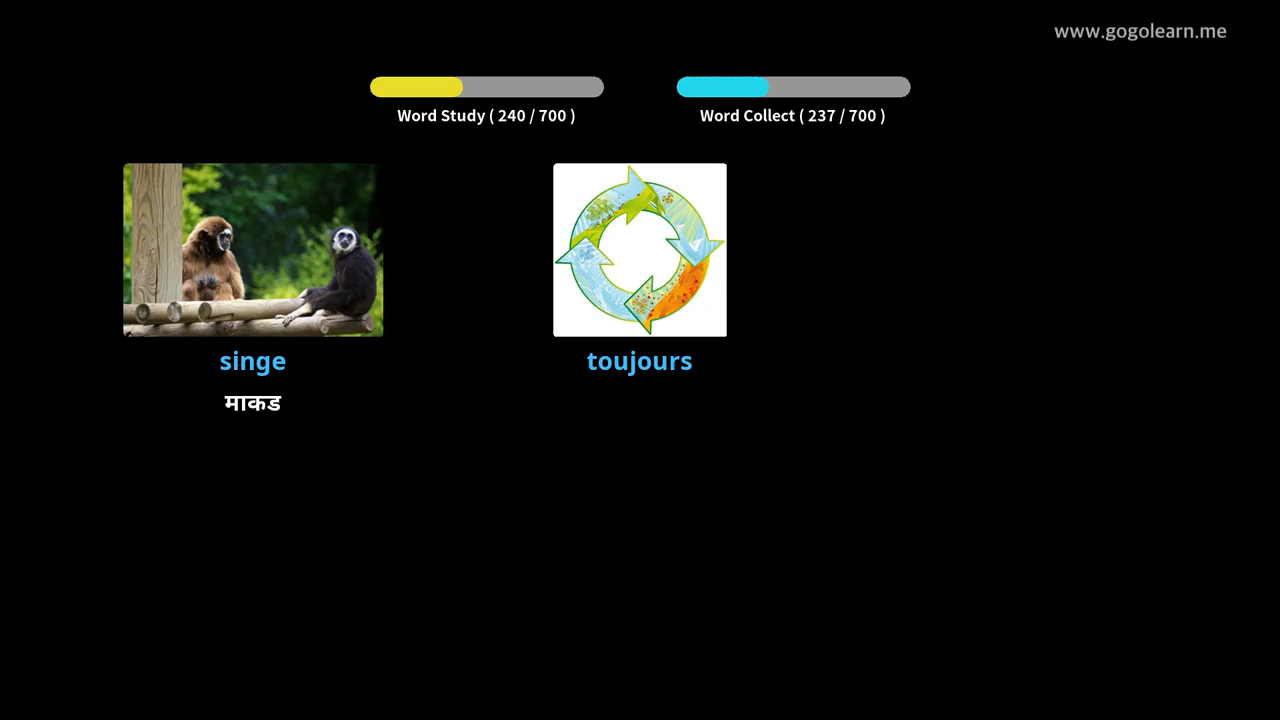 www.gogolearn.me
Word Study ( 240 / 700 )
Word Collect ( 237 / 700 )
singe
toujours
माकड